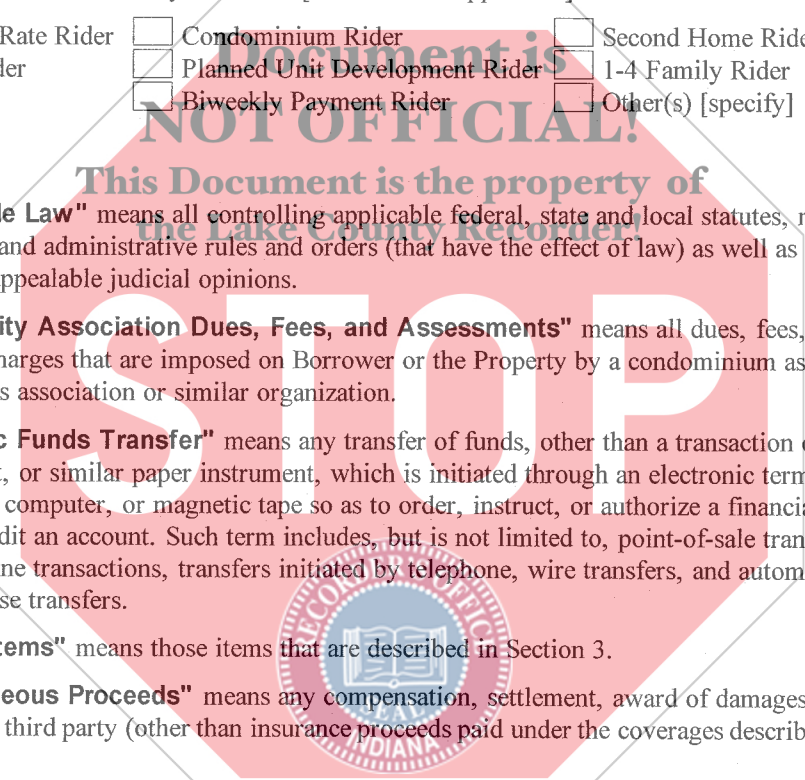 Rate Rider Condominium Rider Second Home Ride
der Planned Unit Development Rider 1-4 Family Rider
Biweekly Payment Rider Other(s) [specify]
Document is
NOT OFFICIAL!
This Document is the property of
the Lake County Recorder!
le Law" means all controlling applicable federal, state and local statutes, r
and administrative rules and orders (that have the effect of law) as well as
ppealable judicial opinions.
ity Association Dues, Fees, and Assessments" means all dues, fees,
harges that are imposed on Borrower or the Property by a condominium as
s association or similar organization.
STOP
c Funds Transfer" means any transfer of funds, other than a transaction
, or similar paper instrument, which is initiated through an electronic term
computer, or magnetic tape so as to order, instruct, or authorize a financia
dit an account. Such term includes, but is not limited to, point-of-sale tran
ne transactions, transfers initiated by telephone, wire transfers, and autom
se transfers.
tems" means those items that are described in Section 3.
eous Proceeds" means any compensation, settlement, award of damages
third party (other than insurance proceeds paid under the coverages describ
RECORDER'S OFFICE
INDIANA